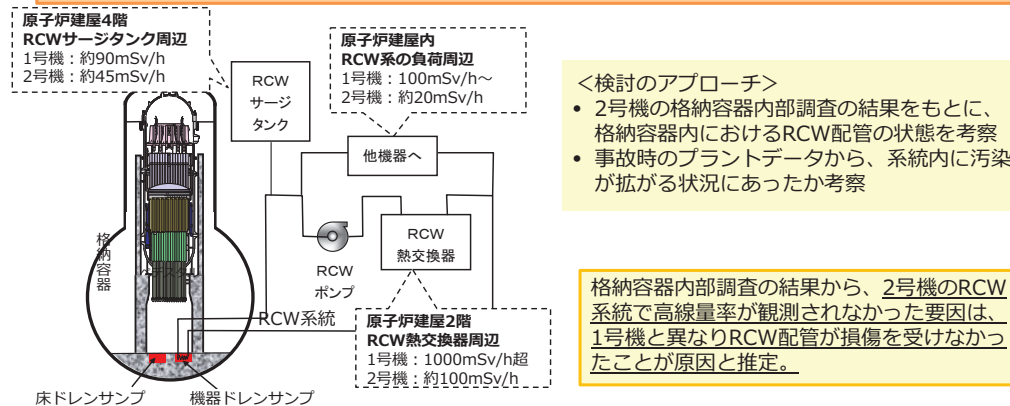 原子炉建屋4階
RCWサージタンク周辺
1号機：約90mSv/h
2号機：約45mSv/h
原子炉建屋内
RCW系の負荷周辺
1号機：100mSv/h～
2号機：約20mSv/h
RCW
サージ
タンク
他機器へ
RCW
ポンプ
RCW
熱交換器
格納容器
RCW系統
原子炉建屋2階
RCW熱交換器周辺
1号機：1000mSv/h超
2号機：約100mSv/h
床ドレンサンプ
機器ドレンサンプ
＜検討のアプローチ＞
• 2号機の格納容器内部調査の結果をもとに、
格納容器内におけるRCW配管の状態を考察
• 事故時のプラントデータから、系統内に汚染
が拡がる状況にあったか考察
格納容器内部調査の結果から、2号機のRCW
系統で高線量率が観測されなかった要因は、
1号機と異なりRCW配管が損傷を受けなかっ
たことが原因と推定。